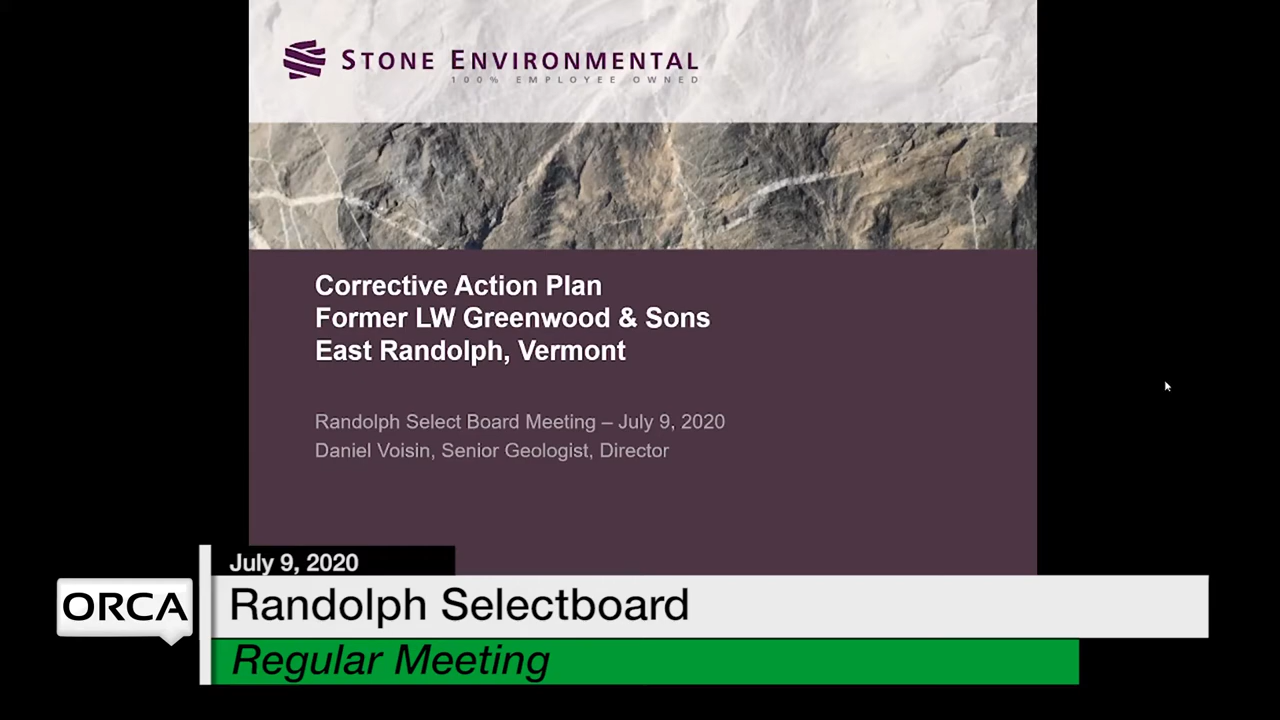 STONE ENVIRONMENTAL
100% EMPLOYEE OWNED
Corrective Action Plan
Former LW Greenwood & Sons
East Randolph, Vermont
Randolph Select Board Meeting – July 9, 2020
Daniel Voisin, Senior Geologist, Director
July 9, 2020
ORCA
Randolph Selectboard
Regular Meeting